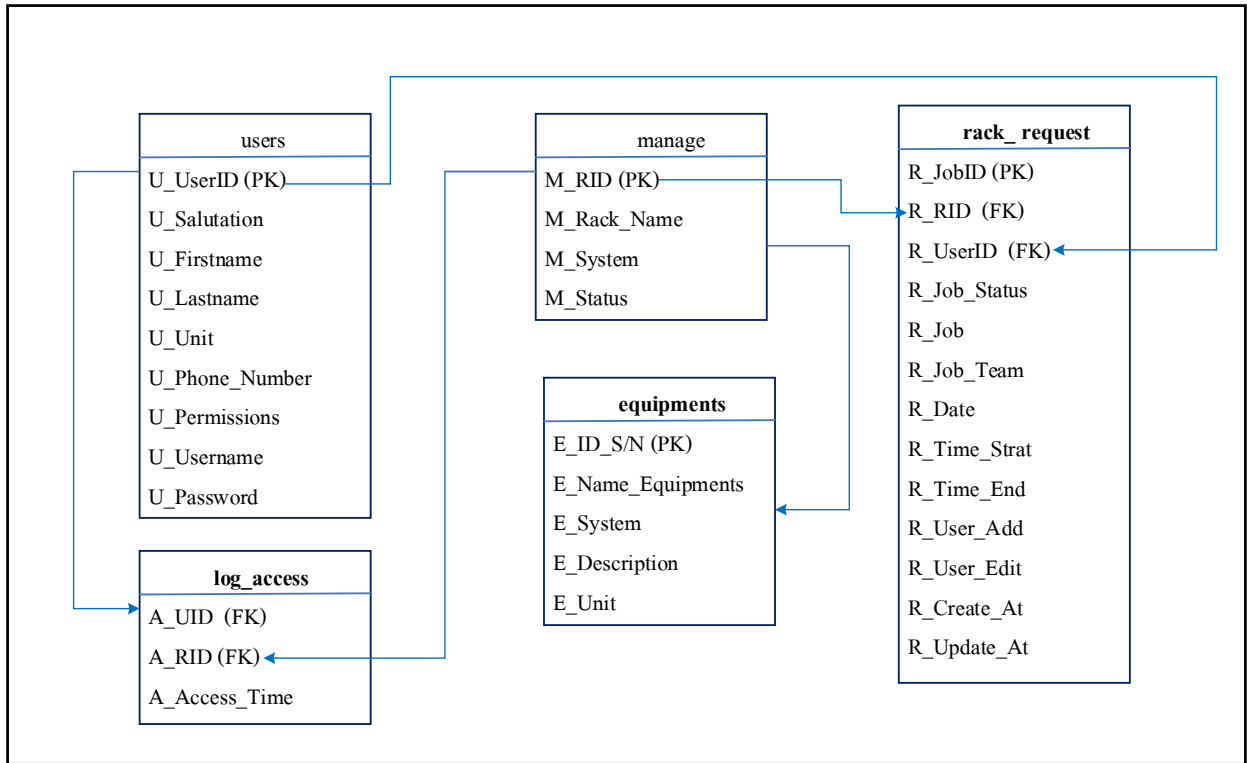 users
U_UserID (PK)
U_Salutation
U_Firstname
U_Lastname
U_Unit
U_Phone_Number
U_Permissions
U_Username
U_Password
log_access
A_UID (FK)
A_RID (FK)
A_Access_Time
manage
M_RID (PK)
M_Rack_Name
M_System
M_Status
equipments
E_ID_S/N (PK)
E_Name_Equipments
E_System
E_Description
E_Unit
rack_ request
R_JobID (PK)
R_RID (FK)
R_UserID (FK)
R_Job_Status
R_Job
R_Job_Team
R_Date
R_Time_Strat
R_Time_End
R_User_Add
R_User_Edit
R_Create_At
R_Update_At